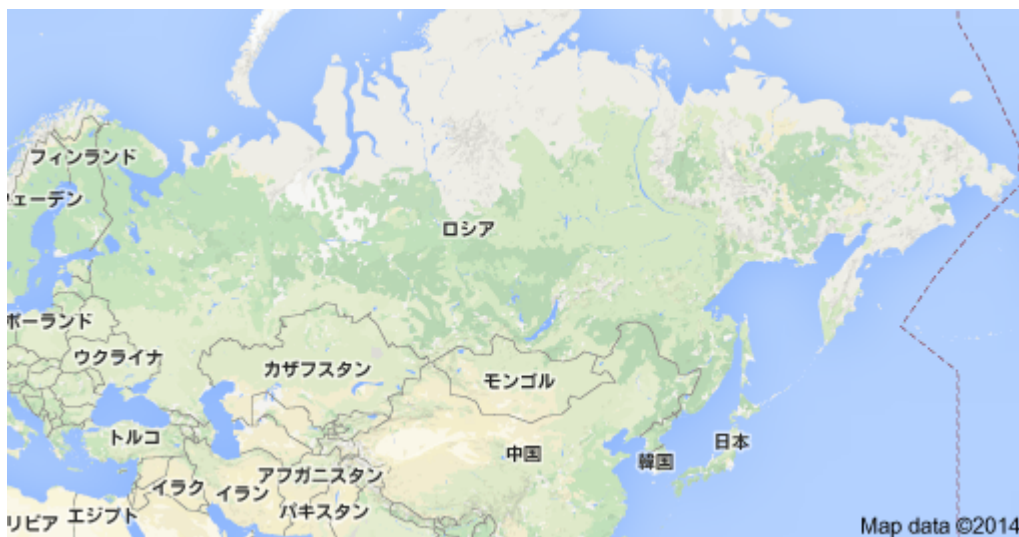 フィンランド
ウェーデン
ロシア
ポーランド
ウクライナ
カザフスタン
モンゴル
トルコ
中国
日本
韓国
アフガニスタン
イラク
イラン
パキスタン
リビア
エジプト
Map data ©2014